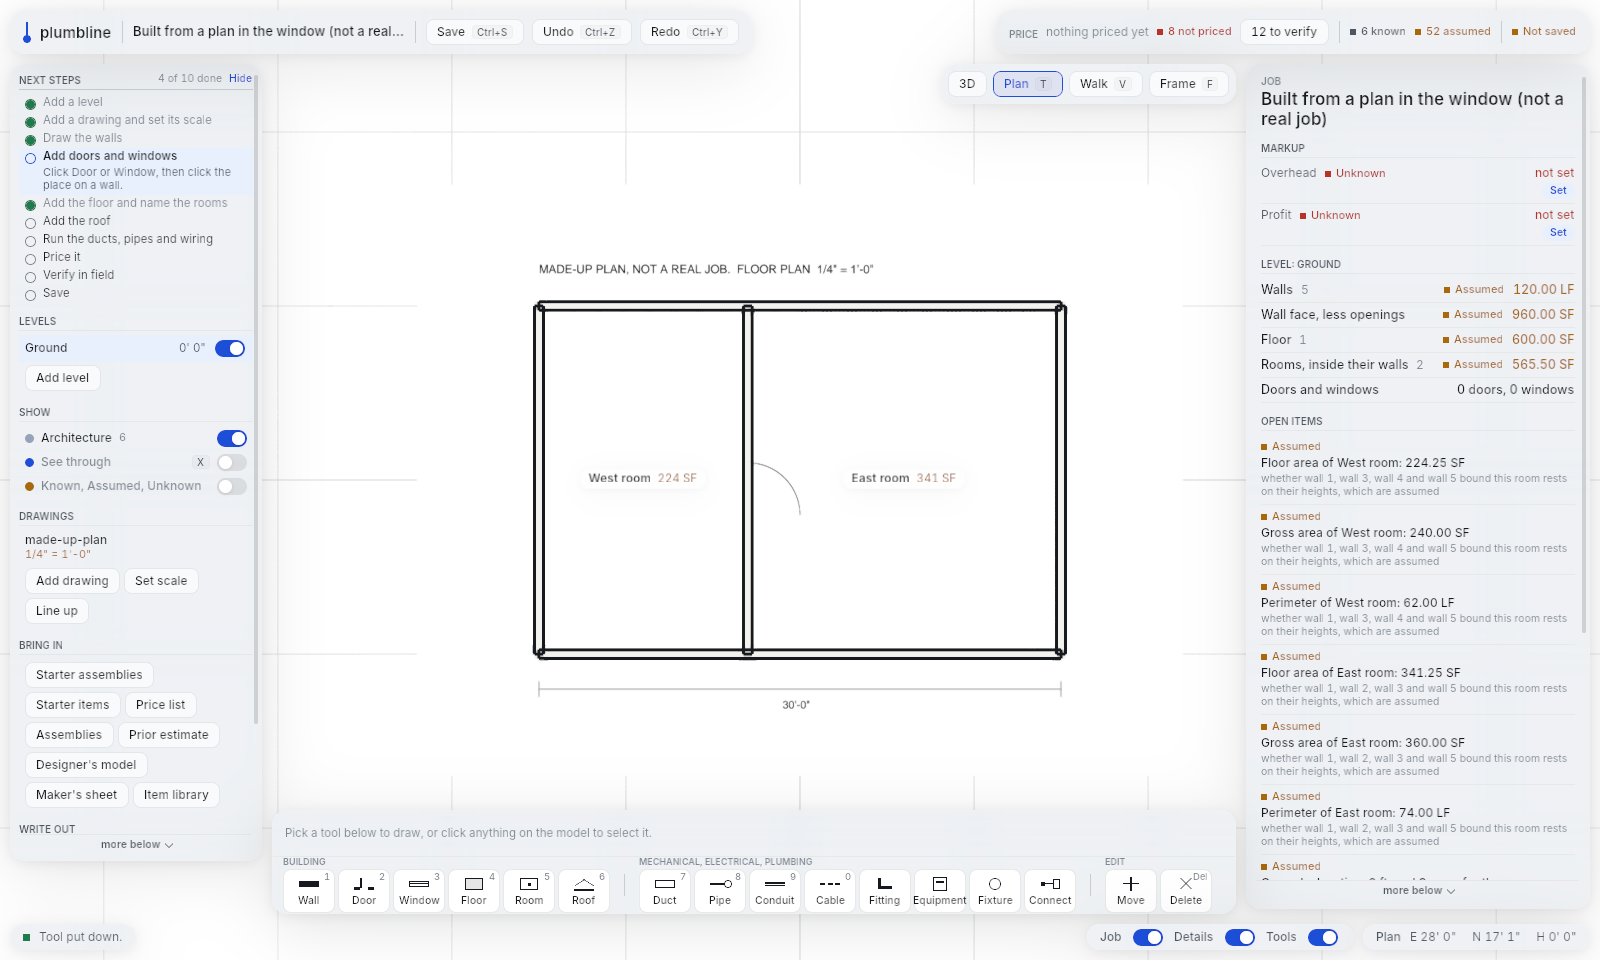 plumbline
Built from a plan in the window (not a real...
Save Ctrl+S
Undo Ctrl+Z
Redo Ctrl+Y
PRICE nothing priced yet 8 not priced 12 to verify 6 known 52 assumed Not saved
3D
Plan T
Walk V
Frame F
NEXT STEPS 4 of 10 done Hide
Add a level
Add a drawing and set its scale
Draw the walls
Add doors and windows
Click Door or Window, then click the
place on a wall.
Add the floor and name the rooms
Add the roof
Run the ducts, pipes and wiring
Price it
Verify in field
Save
LEVELS
Ground 0' 0"
Add level
SHOW
Architecture 6
See through X
Known, Assumed, Unknown
DRAWINGS
made-up-plan
1/4" = 1'-0"
Add drawing Set scale
Line up
BRING IN
Starter assemblies
Starter items Price list
Assemblies Prior estimate
Designer's model
Maker's sheet Item library
WRITE OUT
more below
MADE-UP PLAN, NOT A REAL JOB. FLOOR PLAN 1/4" = 1'-0"
West room 224 SF
East room 341 SF
30'-0"
Pick a tool below to draw, or click anything on the model to select it.
BUILDING
Wall 1
Door 2
Window 3
Floor 4
Room 5
Roof 6
MECHANICAL, ELECTRICAL, PLUMBING
Duct 7
Pipe 8
Conduit 9
Cable 0
Fitting
Equipment
Fixture
Connect
EDIT
Move
Delete Del
JOB
Built from a plan in the window (not a
real job)
MARKUP
Overhead Unknown not set
Set
Profit Unknown not set
Set
LEVEL: GROUND
Walls 5 Assumed 120.00 LF
Wall face, less openings Assumed 960.00 SF
Floor 1 Assumed 600.00 SF
Rooms, inside their walls 2 Assumed 565.50 SF
Doors and windows 0 doors, 0 windows
OPEN ITEMS
Assumed
Floor area of West room: 224.25 SF
whether wall 1, wall 3, wall 4 and wall 5 bound this room rests
on their heights, which are assumed
Assumed
Gross area of West room: 240.00 SF
whether wall 1, wall 3, wall 4 and wall 5 bound this room rests
on their heights, which are assumed
Assumed
Perimeter of West room: 62.00 LF
whether wall 1, wall 3, wall 4 and wall 5 bound this room rests
on their heights, which are assumed
Assumed
Floor area of East room: 341.25 SF
whether wall 1, wall 2, wall 3 and wall 5 bound this room rests
on their heights, which are assumed
Assumed
Gross area of East room: 360.00 SF
whether wall 1, wall 2, wall 3 and wall 5 bound this room rests
on their heights, which are assumed
Assumed
Perimeter of East room: 74.00 LF
whether wall 1, wall 2, wall 3 and wall 5 bound this room rests
on their heights, which are assumed
Assumed
more below
Tool put down.
Job Details Tools
Plan E 28' 0" N 17' 1" H 0' 0"